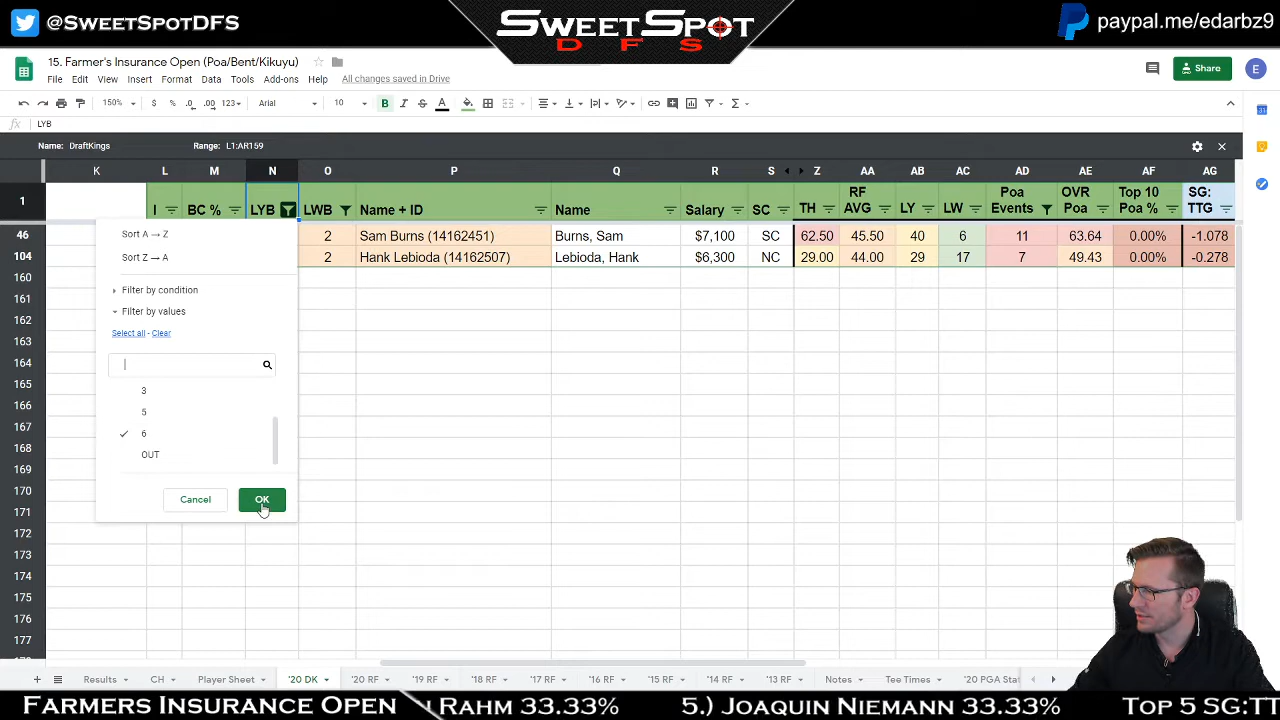 @SweetSpotDFS
SweetSpot
DFS
paypal.me/edarbz9
15. Farmer's Insurance Open (Poa/Bent/Kikuyu)
File Edit View Insert Format Data Tools Add-ons Help All changes saved in Drive
Share
E
150% $ % .0 .00 123 Arial 10 B I S A
fx LYB
Name: DraftKings Range: L1:AR159
K L M N O P Q R S Z AA AB AC AD AE AF AG
1 I BC % LYB LWB Name + ID Name Salary SC TH RF AVG LY LW Poa Events OVR Poa Top 10 Poa % SG: TTG
46 2 Sam Burns (14162451) Burns, Sam $7,100 SC 62.50 45.50 40 6 11 63.64 0.00% -1.078
104 2 Hank Lebioda (14162507) Lebioda, Hank $6,300 NC 29.00 44.00 29 17 7 49.43 0.00% -0.278
160
161
162
163
164
165
166
167
168
169
170
171
172
173
174
175
176
177
Sort A → Z
Sort Z → A
Filter by condition
Filter by values
Select all - Clear
3
5
6
OUT
Cancel OK
Results CH Player Sheet '20 DK '20 RF '19 RF '18 RF '17 RF '16 RF '15 RF '14 RF '13 RF Notes Tee Times '20 PGA Stat
Farmers Insurance Open Rahm 33.33% 5.) Joaquin Niemann 33.33% Top 5 SG:TT